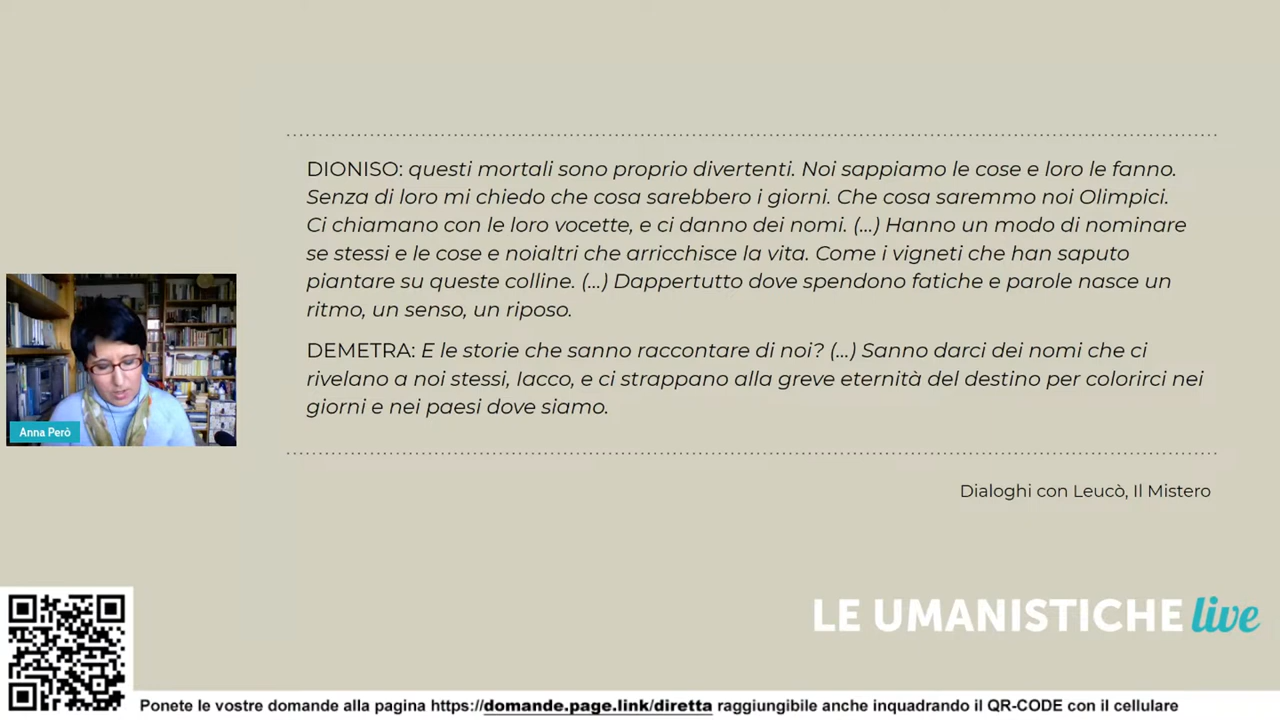 DIONISO: questi mortali sono proprio divertenti. Noi sappiamo le cose e loro le fanno.
Senza di loro mi chiedo che cosa sarebbero i giorni. Che cosa saremmo noi Olimpici.
Ci chiamano con le loro vocette, e ci danno dei nomi. (...) Hanno un modo di nominare
se stessi e le cose e noialtri che arricchisce la vita. Come i vigneti che han saputo
piantare su queste colline. (...) Dappertutto dove spendono fatiche e parole nasce un
ritmo, un senso, un riposo.
DEMETRA: E le storie che sanno raccontare di noi? (...) Sanno darci dei nomi che ci
rivelano a noi stessi, Iacco, e ci strappano alla greve eternità del destino per colorirci nei
giorni e nei paesi dove siamo.
Anna Però
Dialoghi con Leucò, Il Mistero
LE UMANISTICHE live
Ponete le vostre domande alla pagina https://domande.page.link/diretta raggiungibile anche inquadrando il QR-CODE con il cellulare